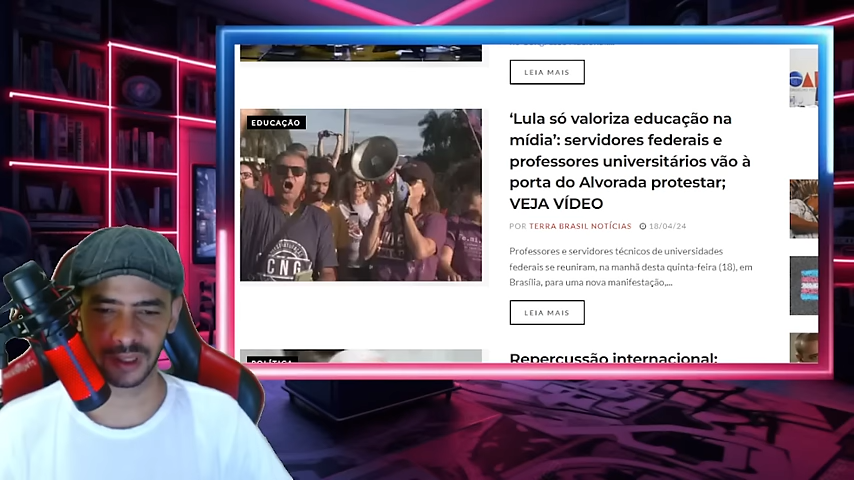 LEIA MAIS
EDUCAÇÃO
‘Lula só valoriza educação na
mídia’: servidores federais e
professores universitários vão à
porta do Alvorada protestar;
VEJA VÍDEO
POR TERRA BRASIL NOTÍCIAS 18/04/24
Professores e servidores técnicos de universidades
federais se reuniram, na manhã desta quinta-feira (18), em
Brasília, para uma nova manifestação,...
LEIA MAIS
CNG
POLÍTICA
Repercussão internacional: